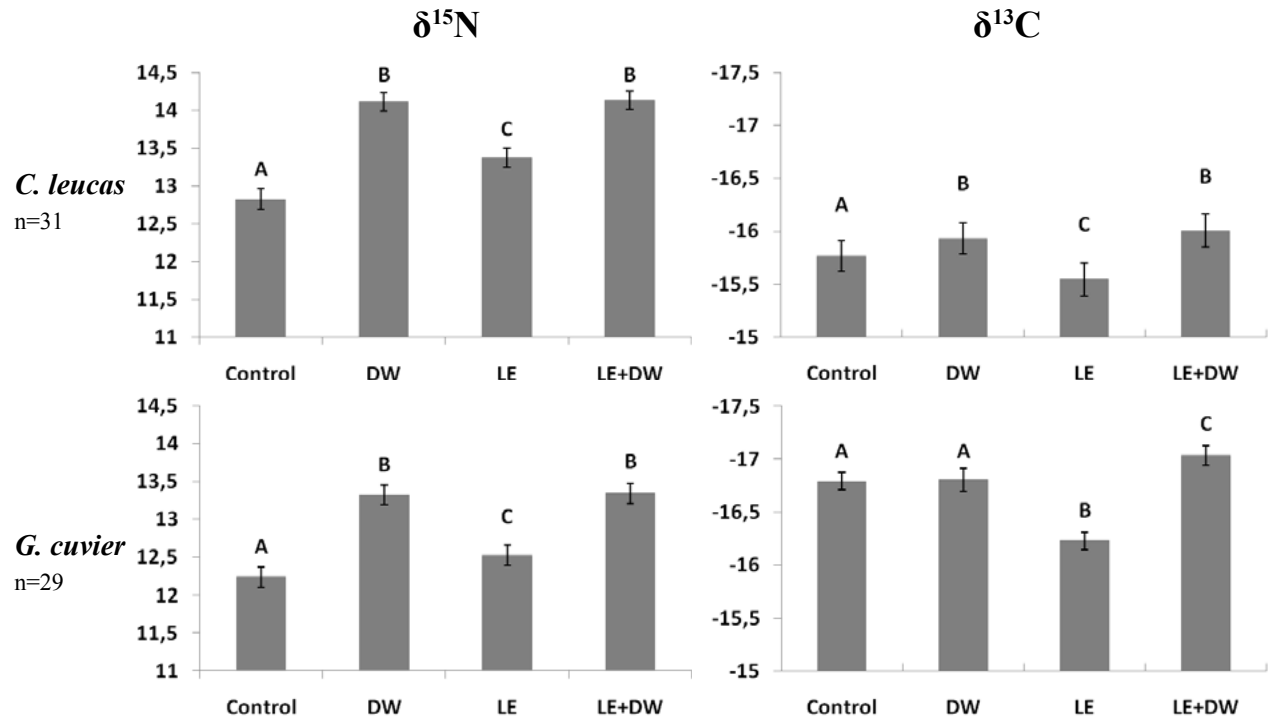 δ¹⁵N
δ¹³C
C. leucas
n=31
14,5
14
13,5
13
12,5
12
11,5
11
A
B
C
B
Control DW LE LE+DW
-17,5
-17
-16,5
-16
-15,5
-15
A
B
C
B
Control DW LE LE+DW
G. cuvier
n=29
14,5
14
13,5
13
12,5
12
11,5
11
A
B
C
B
Control DW LE LE+DW
-17,5
-17
-16,5
-16
-15,5
-15
A
A
B
C
Control DW LE LE+DW